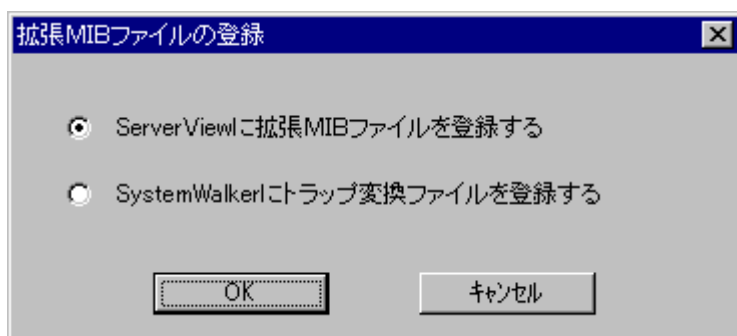 拡張MIBファイルの登録
ServerViewに拡張MIBファイルを登録する
SystemWalkerにトラップ変換ファイルを登録する
OK
キャンセル